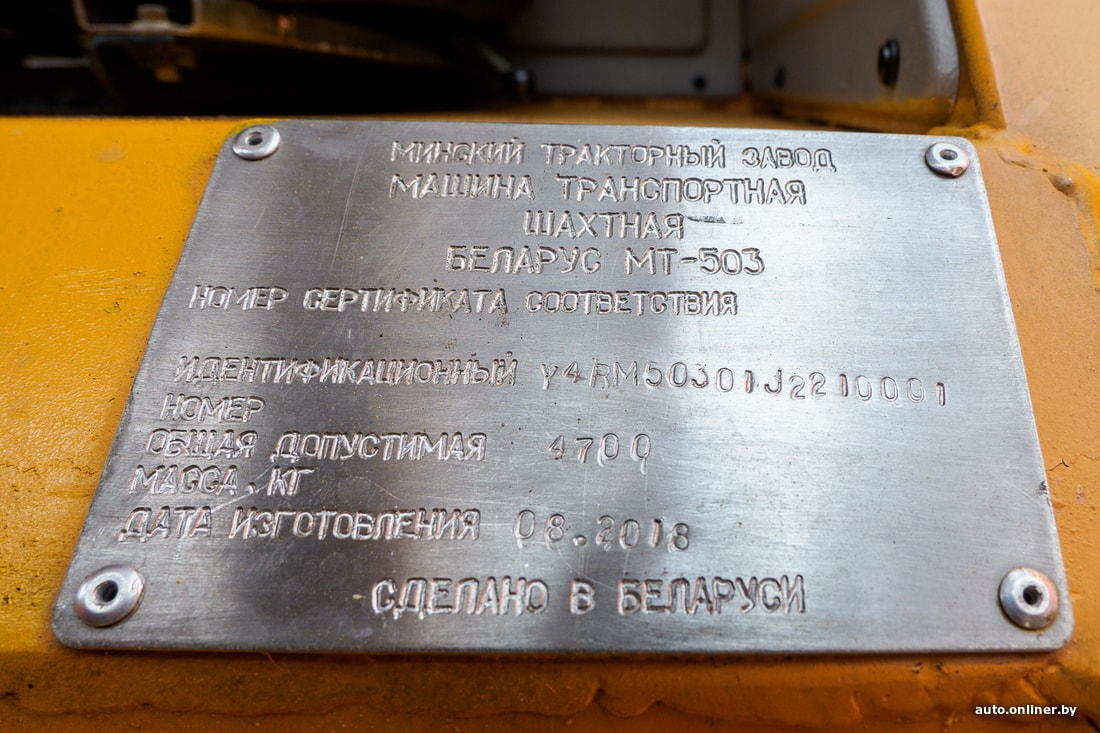 МИНСКИЙ ТРАКТОРНЫЙ ЗАВОД
МАШИНА ТРАНСПОРТНАЯ
ШАХТНАЯ
БЕЛАРУС МТ-503
НОМЕР СЕРТИФИКАТА СООТВЕТСТВИЯ
ИДЕНТИФИКАЦИОННЫЙ Y4RM50301J2210001
НОМЕР
ОБЩАЯ ДОПУСТИМАЯ 4700
МАССА, КГ
ДАТА ИЗГОТОВЛЕНИЯ 08.2018
СДЕЛАНО В БЕЛАРУСИ
auto.onliner.by